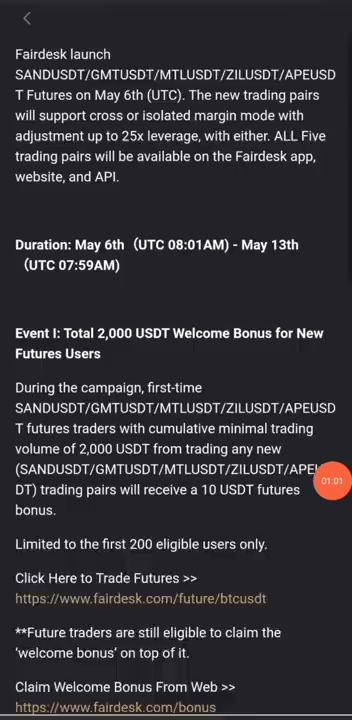 Fairdesk launch
SANDUSDT/GMTUSDT/MTLUSDT/ZILUSDT/APEUSD
T Futures on May 6th (UTC). The new trading pairs
will support cross or isolated margin mode with
adjustment up to 25x leverage, with either. ALL Five
trading pairs will be available on the Fairdesk app,
website, and API.
Duration: May 6th（UTC 08:01AM) - May 13th
（UTC 07:59AM）
Event I: Total 2,000 USDT Welcome Bonus for New
Futures Users
During the campaign, first-time
SANDUSDT/GMTUSDT/MTLUSDT/ZILUSDT/APEUSD
T futures traders with cumulative minimal trading
volume of 2,000 USDT from trading any new
(SANDUSDT/GMTUSDT/MTLUSDT/ZILUSDT/APEU
DT) trading pairs will receive a 10 USDT futures
bonus.
01:01
Limited to the first 200 eligible users only.
Click Here to Trade Futures >>
https://www.fairdesk.com/future/btcusdt
**Future traders are still eligible to claim the
‘welcome bonus’ on top of it.
Claim Welcome Bonus From Web >>
https://www.fairdesk.com/bonus